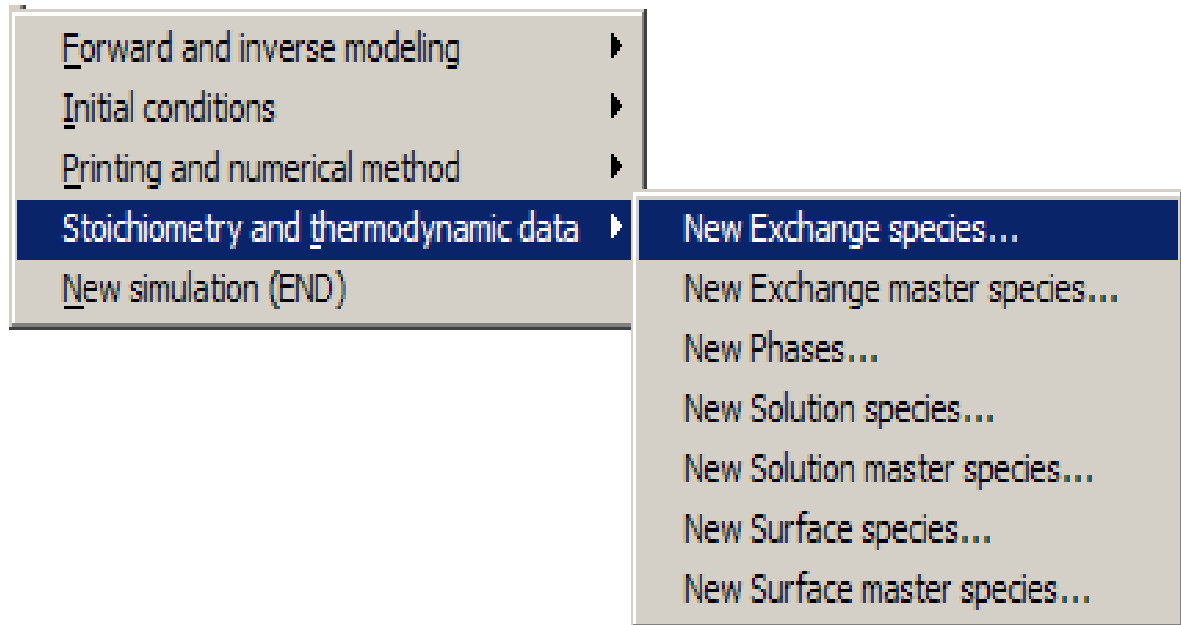 Forward and inverse modeling
Initial conditions
Printing and numerical method
Stoichiometry and thermodynamic data
New simulation (END)
New Exchange species...
New Exchange master species...
New Phases...
New Solution species...
New Solution master species...
New Surface species...
New Surface master species...